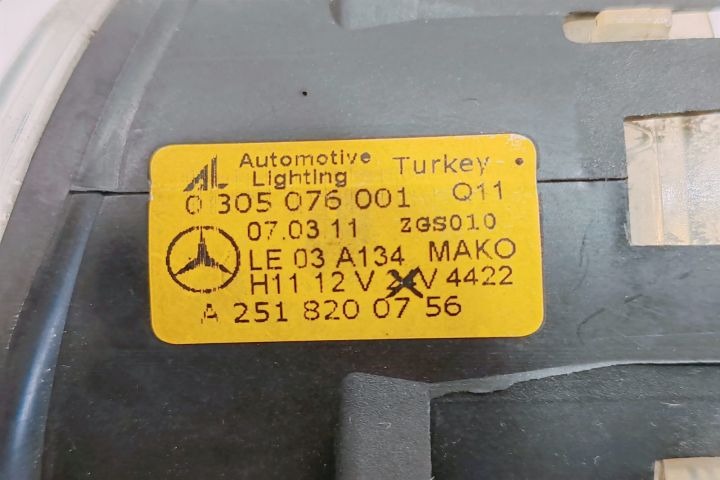 AL Automotive Lighting Turkey
0 305 076 001 Q11
07.03 11 ZGS010
LE 03 A134 MAKO
H11 12 V V 4422
A 251 820 07 56